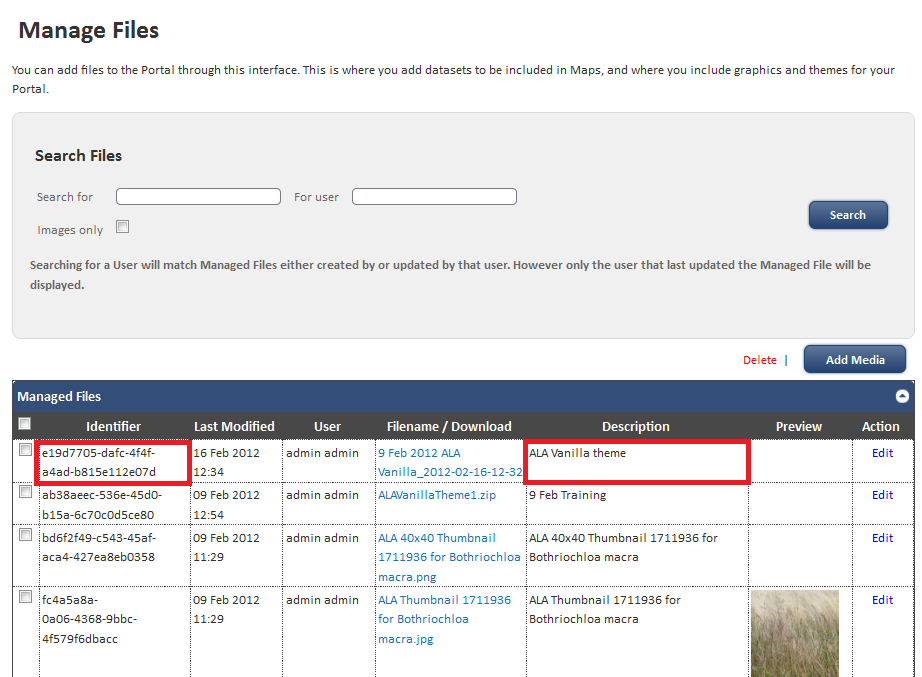 Manage Files
You can add files to the Portal through this interface. This is where you add datasets to be included in Maps, and where you include graphics and themes for your
Portal.
Search Files
Search for
For user
Images only
Search
Searching for a User will match Managed Files either created by or updated by that user. However only the user that last updated the Managed File will be
displayed.
Delete | Add Media
Managed Files
Identifier Last Modified User Filename / Download Description Preview Action
e19d7705-dafc-4f4f- 16 Feb 2012 admin admin 9 Feb 2012 ALA ALA Vanilla theme Edit
a4ad-b815e112e07d 12:34 Vanilla_2012-02-16-12-32
ab38aeec-536e-45d0- 09 Feb 2012 admin admin ALAVanillaTheme1.zip 9 Feb Training Edit
b15a-6c70c0d5ce80 12:54
bd6f2f49-c543-45af- 09 Feb 2012 admin admin ALA 40x40 Thumbnail ALA 40x40 Thumbnail 1711936 for Edit
aca4-427ea8eb0358 11:29 1711936 for Bothriochloa Bothriochloa macra
macra.png
fc4a5a8a- 09 Feb 2012 admin admin ALA Thumbnail 1711936 ALA Thumbnail 1711936 for Edit
0a06-4368-9bbc- 11:29 for Bothriochloa Bothriochloa macra
4f579f6dbacc macra.jpg